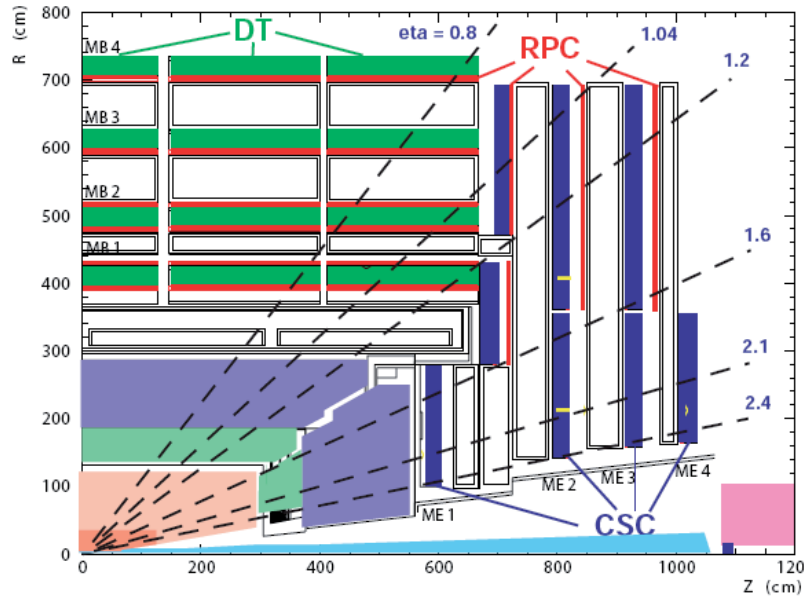 R (cm)
800
700
600
500
400
300
200
100
0
MB 4
MB 3
MB 2
MB 1
DT
eta = 0.8
RPC
1.04
1.2
1.6
2.1
2.4
ME 1
ME 2
ME 3
ME 4
CSC
0
200
400
600
800
1000
120
Z (cm)